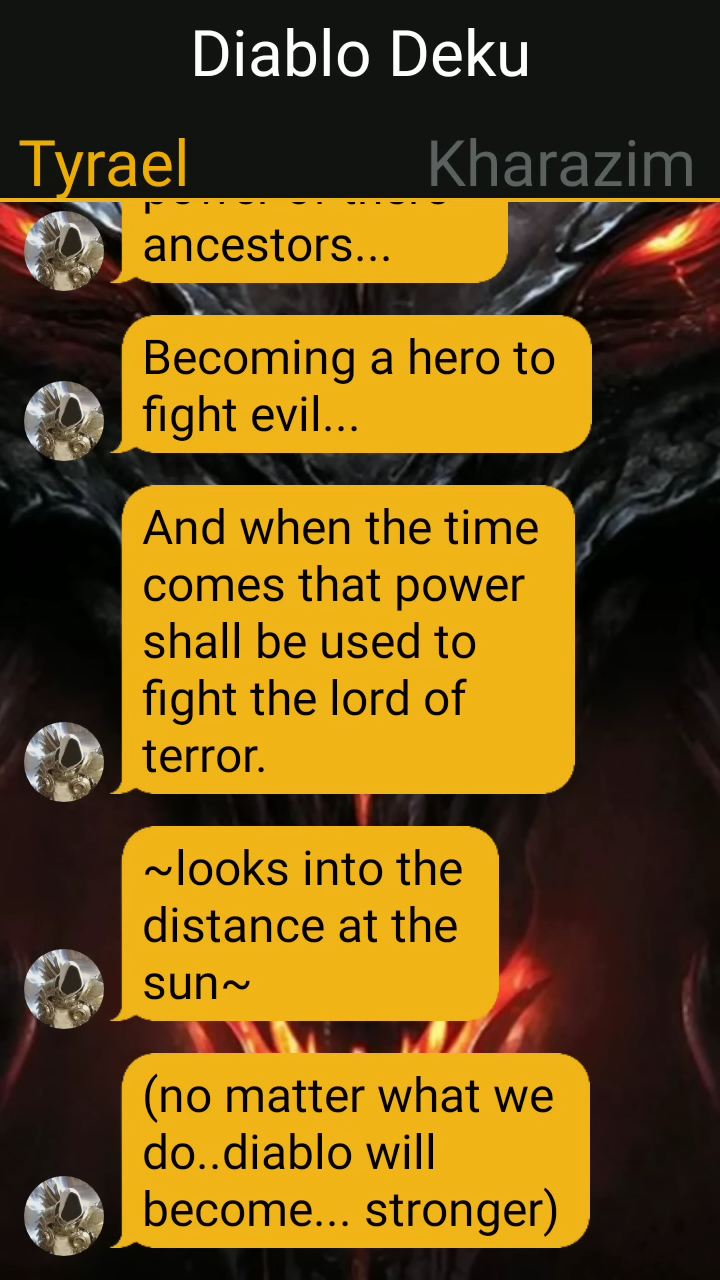 Diablo Deku
Tyrael Kharazim
ancestors...
Becoming a hero to
fight evil...
And when the time
comes that power
shall be used to
fight the lord of
terror.
~looks into the
distance at the
sun~
(no matter what we
do..diablo will
become... stronger)